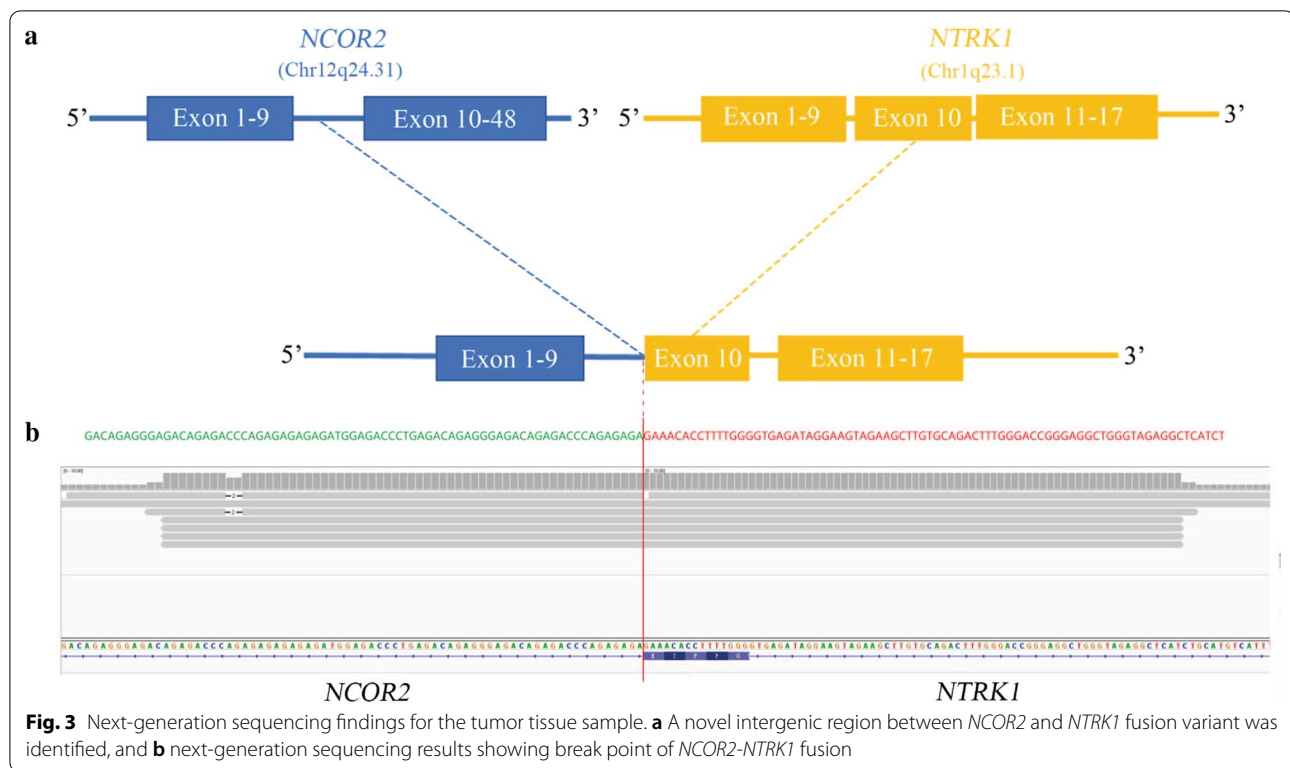 a
NCOR2
(Chr12q24.31)
NTRK1
(Chr1q23.1)
5’ Exon 1-9 Exon 10-48 3’
5’ Exon 1-9 Exon 10 Exon 11-17 3’
5’ Exon 1-9 Exon 10 Exon 11-17 3’
b
GACAGAGGGAGACAGAGACCCAGAGAGAGAGATGGAGACCCTGAGACAGAGGGAGACAGAGACCCAGAGAGAGAAACACCTTTTGGGGTGAGATAGGAAGTAGAAGCTTGTGCAGACTTTGGGACCGGGAGGCTGGGTAGAGGCTCATCT
2
2
GACAGAGGGAGACAGAGACCCAGAGAGAGAGATGGAGACCCTGAGACAGAGGGAGACAGAGACCCAGAGAGAGAAACACCTTTTGGGGTGAGATAGGAAGTAGAAGCTTGTGCAGACTTTGGGACCGGGAGGCTGGGTAGAGGCTCATCTGCATGTCATT
T P F G
NCOR2 NTRK1
Fig. 3 Next-generation sequencing findings for the tumor tissue sample. a A novel intergenic region between NCOR2 and NTRK1 fusion variant was
identified, and b next-generation sequencing results showing break point of NCOR2-NTRK1 fusion